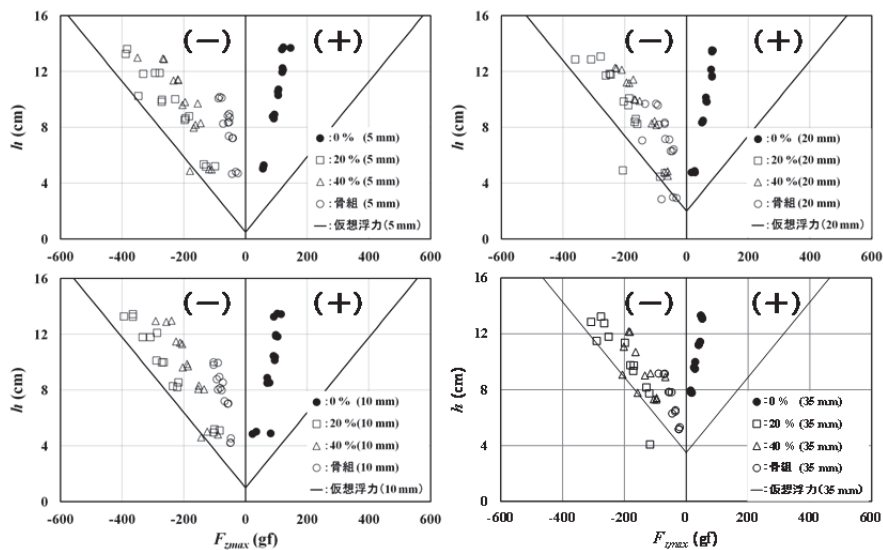 16
12
8
4
0
h (cm)
(−) (+)
● : 0 % (5 mm)
□ : 20 % (5 mm)
△ : 40 % (5 mm)
○ : 骨組 (5 mm)
— : 仮想浮力 (5 mm)
-600 -400 -200 0 200 400 600
16
12
8
4
0
h (cm)
(−) (+)
● : 0 % (20 mm)
□ : 20 %(20 mm)
△ : 40 %(20 mm)
○ : 骨組 (20 mm)
— : 仮想浮力 (20 mm)
-600 -400 -200 0 200 400 600
16
12
8
4
0
h (cm)
(−) (+)
● : 0 % (10 mm)
□ : 20 %(10 mm)
△ : 40 %(10 mm)
○ : 骨組 (10 mm)
— : 仮想浮力 (10 mm)
-600 -400 -200 0 200 400 600
Fzmax (gf)
16
12
8
4
0
h (cm)
(−) (+)
● : 0 % (35 mm)
□ : 20 % (35 mm)
△ : 40 % (35 mm)
○ : 骨組 (35 mm)
— : 仮想浮力 (35 mm)
-600 -400 -200 0 200 400 600
Fzmax (gf)